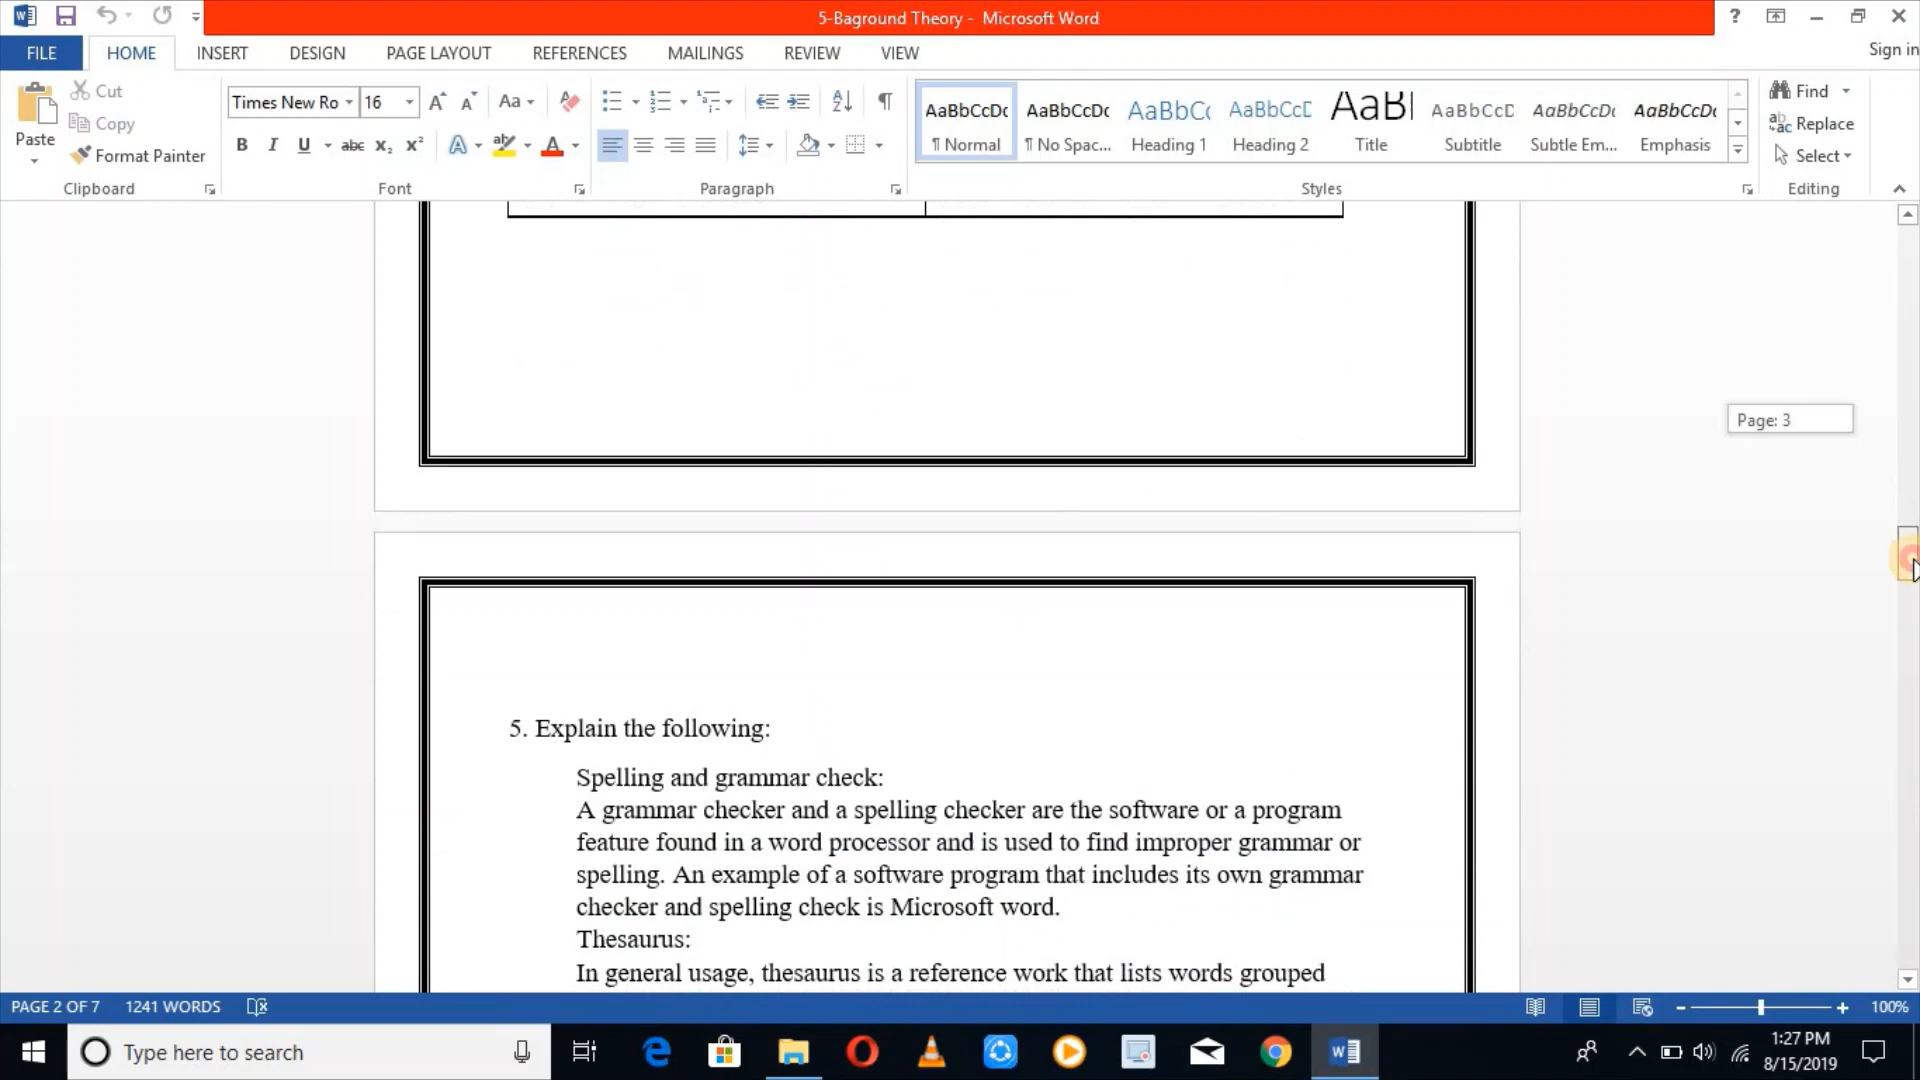 5-Baground Theory - Microsoft Word
?
FILE HOME INSERT DESIGN PAGE LAYOUT REFERENCES MAILINGS REVIEW VIEW
Sign in
Paste
Cut
Copy
Format Painter
Clipboard
Times New Ro 16
Aa
B I U abc x₂ x² A ab A
Font
Paragraph
AaBbCcDc AaBbCcDc AaBbCc AaBbCcD AaBl AaBbCcD AaBbCcDc AaBbCcDc
¶ Normal ¶ No Spac... Heading 1 Heading 2 Title Subtitle Subtle Em... Emphasis
Styles
Find
Replace
Select
Editing
Page: 3
5. Explain the following:
Spelling and grammar check:
A grammar checker and a spelling checker are the software or a program
feature found in a word processor and is used to find improper grammar or
spelling. An example of a software program that includes its own grammar
checker and spelling check is Microsoft word.
Thesaurus:
In general usage, thesaurus is a reference work that lists words grouped
PAGE 2 OF 7 1241 WORDS
100%
Type here to search
1:27 PM
8/15/2019